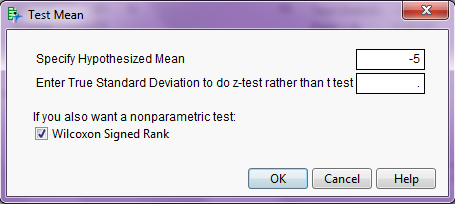 Test Mean
Specify Hypothesized Mean -5
Enter True Standard Deviation to do z-test rather than t test .
If you also want a nonparametric test:
Wilcoxon Signed Rank
OK Cancel Help